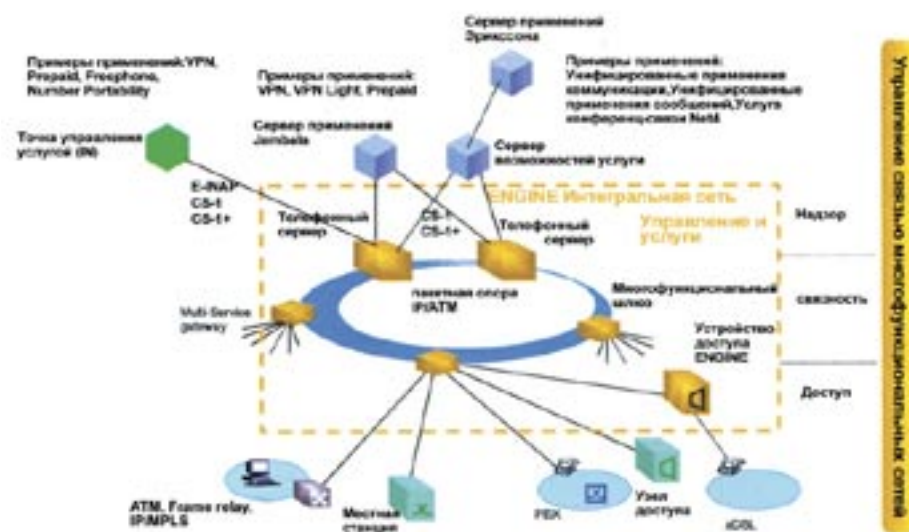 Сервер применений
Эрикссона
Примеры применений:VPN,
Prepaid, Freephone,
Number Portability
Примеры применений:
VPN, VPN Light, Prepaid
Примеры применений:
Унифицированные применения
коммуникации,Унифицированные
применения сообщений,Услуга
конференцсвязи Net4
Точка управления
услугой (IN)
Сервер применений
Jambala
Сервер
возможностей услуги
E-INAP
CS-1
CS-1+
ENGINE Интегральная сеть
Телефонный
сервер
CS-1
CS-1+
Телефонный
сервер
Управление и
услуги
Надзор
пакетная опора
IP/ATM
Многофункциональный
шлюз
Multi-Service
gateway
связность
Устройство
доступа
ENGINE
Доступ
ATM, Frame relay,
IP/MPLS
Местная
станция
PBX
Узел
доступа
xDSL
Управление связью многофункциональных сетей